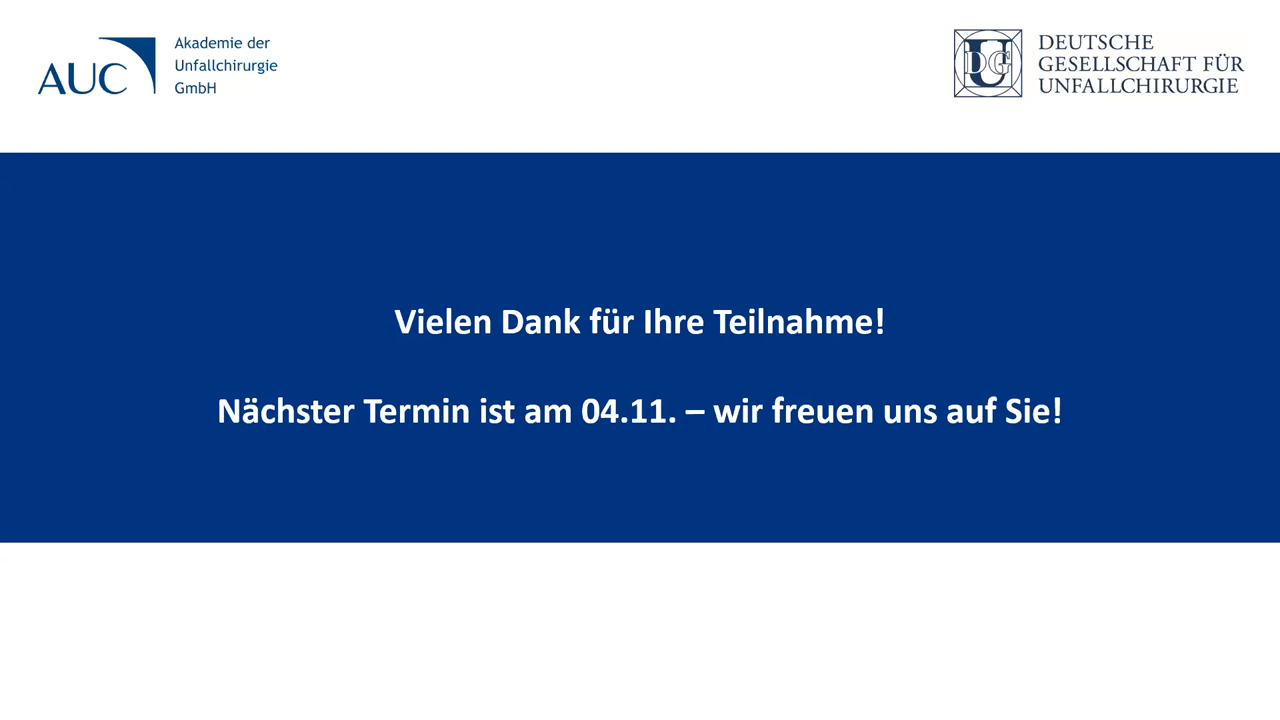 AUC
Akademie der
Unfallchirurgie
GmbH
DGU
DEUTSCHE
GESELLSCHAFT FÜR
UNFALLCHIRURGIE
Vielen Dank für Ihre Teilnahme!
Nächster Termin ist am 04.11. – wir freuen uns auf Sie!